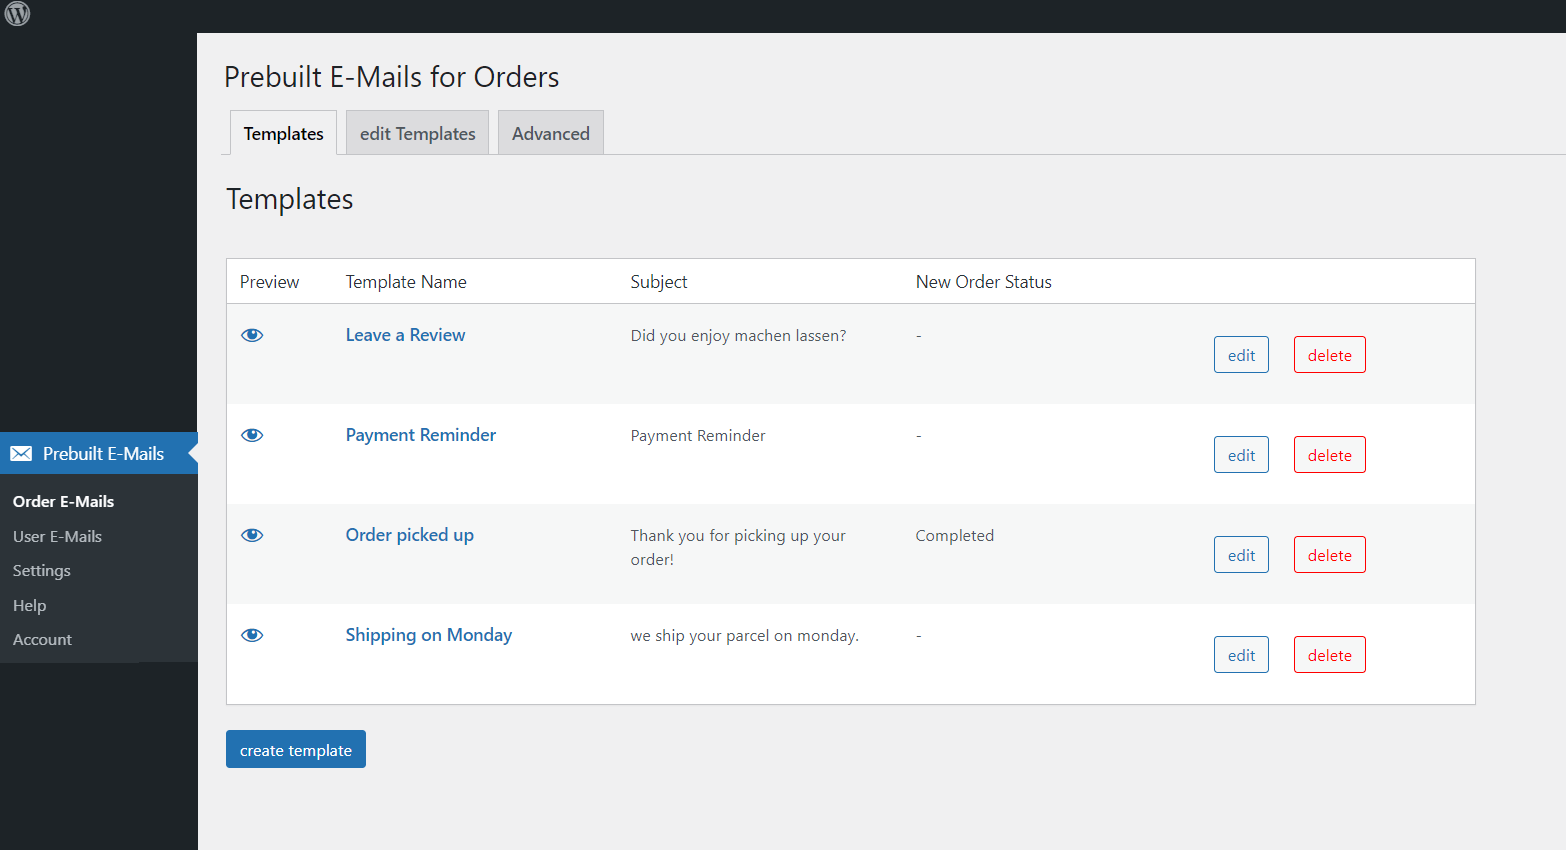 Prebuilt E-Mails for Orders
Templates edit Templates Advanced
Templates
Preview Template Name Subject New Order Status
Leave a Review Did you enjoy machen lassen? - edit delete
Payment Reminder Payment Reminder - edit delete
Order picked up Thank you for picking up your Completed edit delete
order!
Shipping on Monday we ship your parcel on monday. - edit delete
create template
Prebuilt E-Mails
Order E-Mails
User E-Mails
Settings
Help
Account